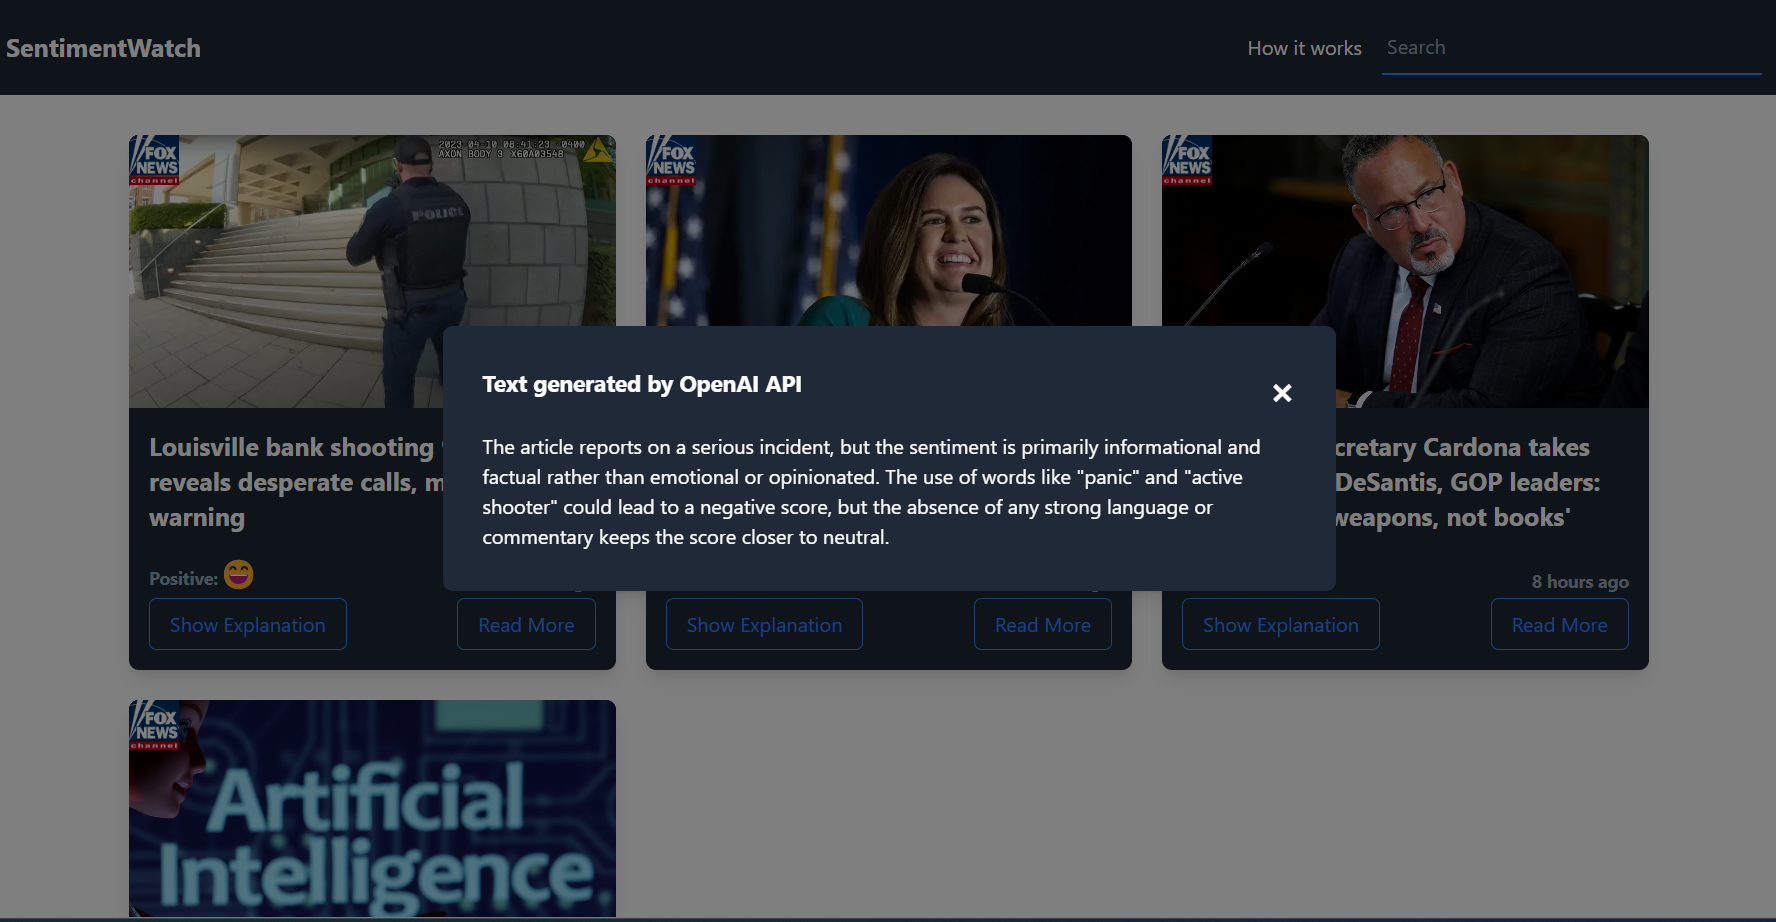 SentimentWatch
How it works
Search
FOX
NEWS
channel
2023-04-10 08:41:23 -0400
AXON BODY 3 X60A03548
POLICE
FOX
NEWS
channel
FOX
NEWS
channel
Text generated by OpenAI API
The article reports on a serious incident, but the sentiment is primarily informational and
factual rather than emotional or opinionated. The use of words like "panic" and "active
shooter" could lead to a negative score, but the absence of any strong language or
commentary keeps the score closer to neutral.
Louisville bank shooting
reveals desperate calls, m
warning
Positive:
Show Explanation
Read More
Show Explanation
Read More
cretary Cardona takes
DeSantis, GOP leaders:
weapons, not books'
8 hours ago
Show Explanation
Read More
FOX
NEWS
channel
Artificial
Intelligence